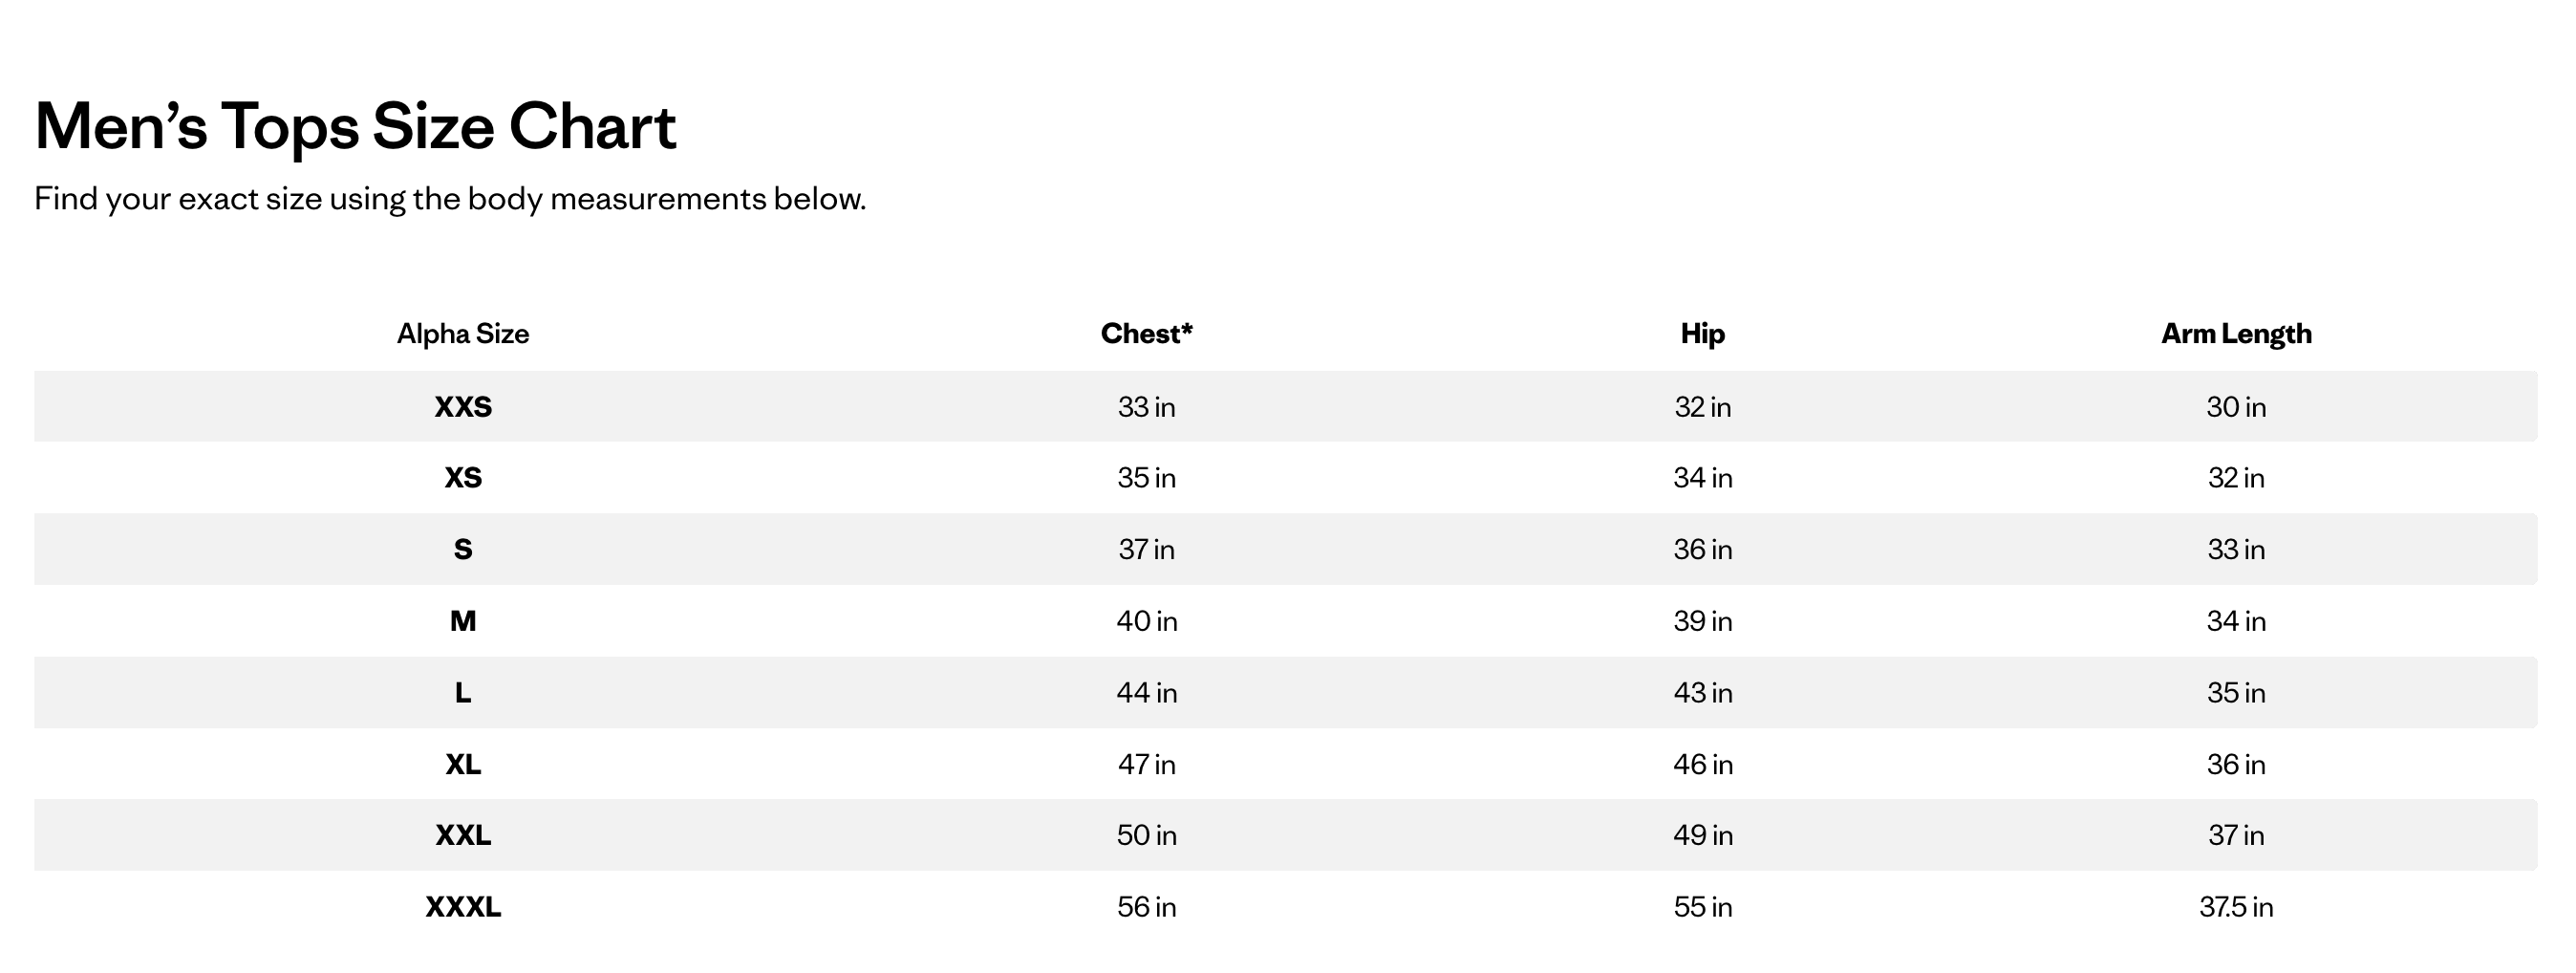 Men’s Tops Size Chart
Find your exact size using the body measurements below.
Alpha Size Chest* Hip Arm Length
XXS 33 in 32 in 30 in
XS 35 in 34 in 32 in
S 37 in 36 in 33 in
M 40 in 39 in 34 in
L 44 in 43 in 35 in
XL 47 in 46 in 36 in
XXL 50 in 49 in 37 in
XXXL 56 in 55 in 37.5 in